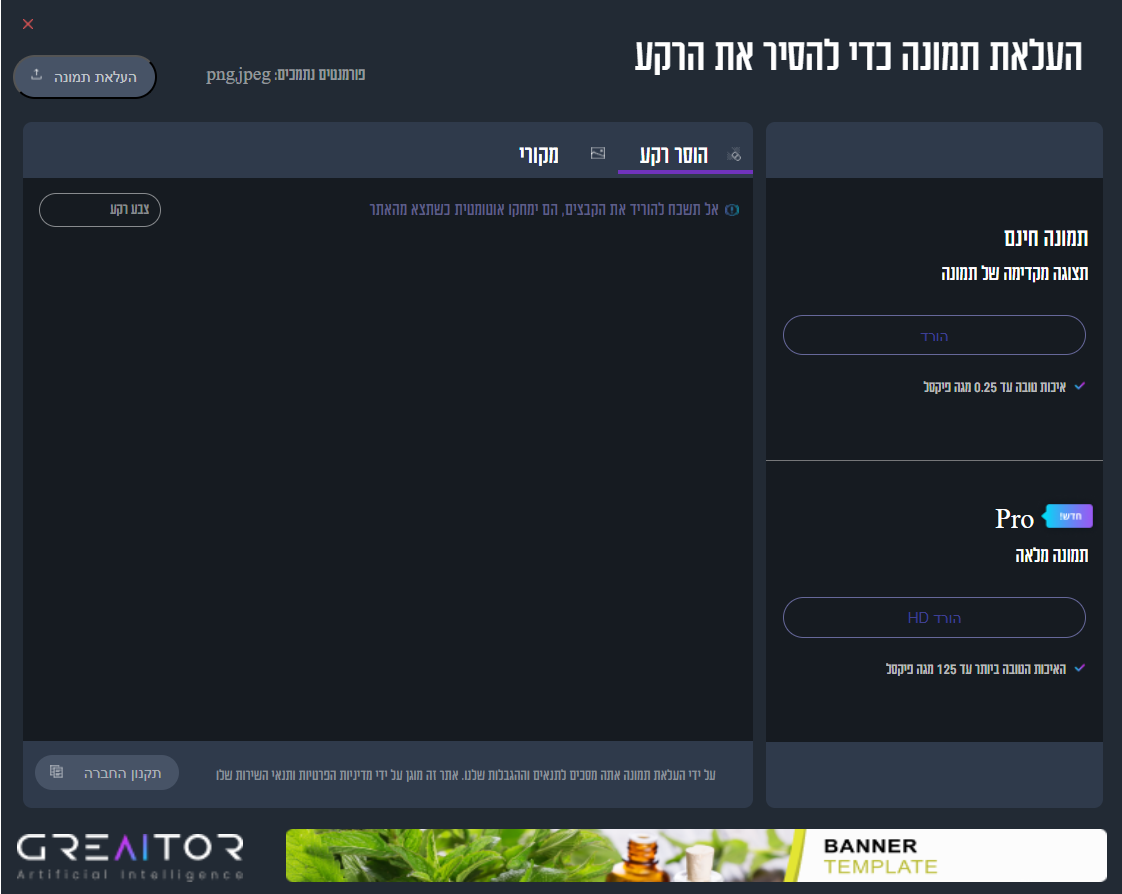 העלאת תמונה כדי להסיר את הרקע
פורמנטים נתמכים: png,jpeg
העלאת תמונה
הוסר רקע
מקורי
אל תשכח להוריד את הקבצים, הם ימחקו אוטומטית כשתצא מהאתר
צבע רקע
תמונה חינם
תצוגה מקדימה של תמונה
הורד
איכות טובה עד 0.25 מגה פיקסל
חדש!
Pro
תמונה מלאה
הורד HD
האיכות הטובה ביותר עד 125 מגה פיקסל
על ידי העלאת תמונה אתה מסכים לתנאים וההגבלות שלנו. אתר זה מוגן על ידי מדיניות הפרטיות ותנאי השירות שלו
תקנון החברה
GREAITOR
Artificial Intelligence
BANNER
TEMPLATE